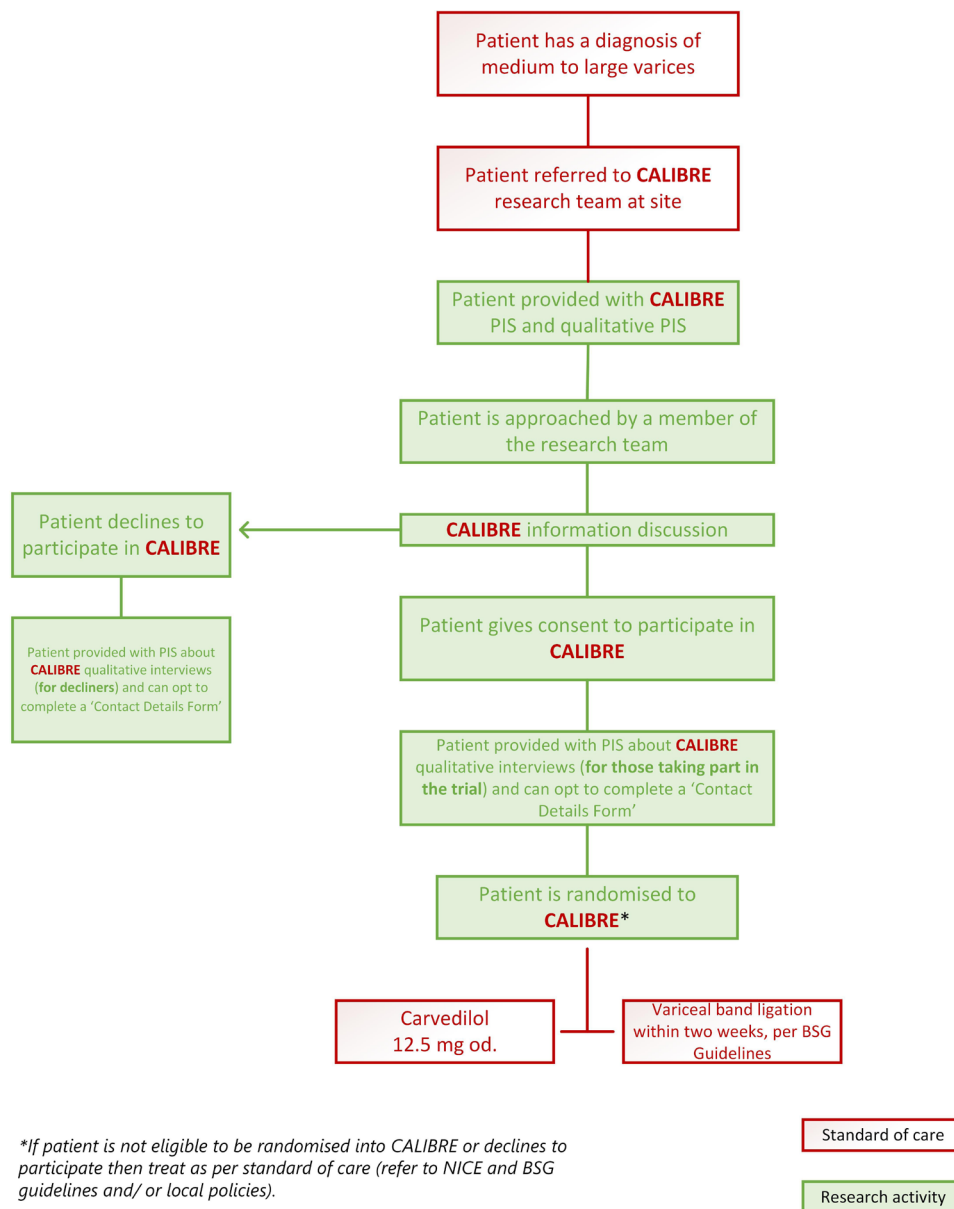 Patient has a diagnosis of
medium to large varices
Patient referred to CALIBRE
research team at site
Patient provided with CALIBRE
PIS and qualitative PIS
Patient is approached by a member of
the research team
CALIBRE information discussion
Patient declines to
participate in CALIBRE
Patient provided with PIS about
CALIBRE qualitative interviews
(for decliners) and can opt to
complete a ‘Contact Details Form’
Patient gives consent to participate in
CALIBRE
Patient provided with PIS about CALIBRE
qualitative interviews (for those taking part in
the trial) and can opt to complete a ‘Contact
Details Form’
Patient is randomised to
CALIBRE*
Carvedilol
12.5 mg od.
Variceal band ligation
within two weeks, per BSG
Guidelines
*If patient is not eligible to be randomised into CALIBRE or declines to
participate then treat as per standard of care (refer to NICE and BSG
guidelines and/ or local policies).
Standard of care
Research activity